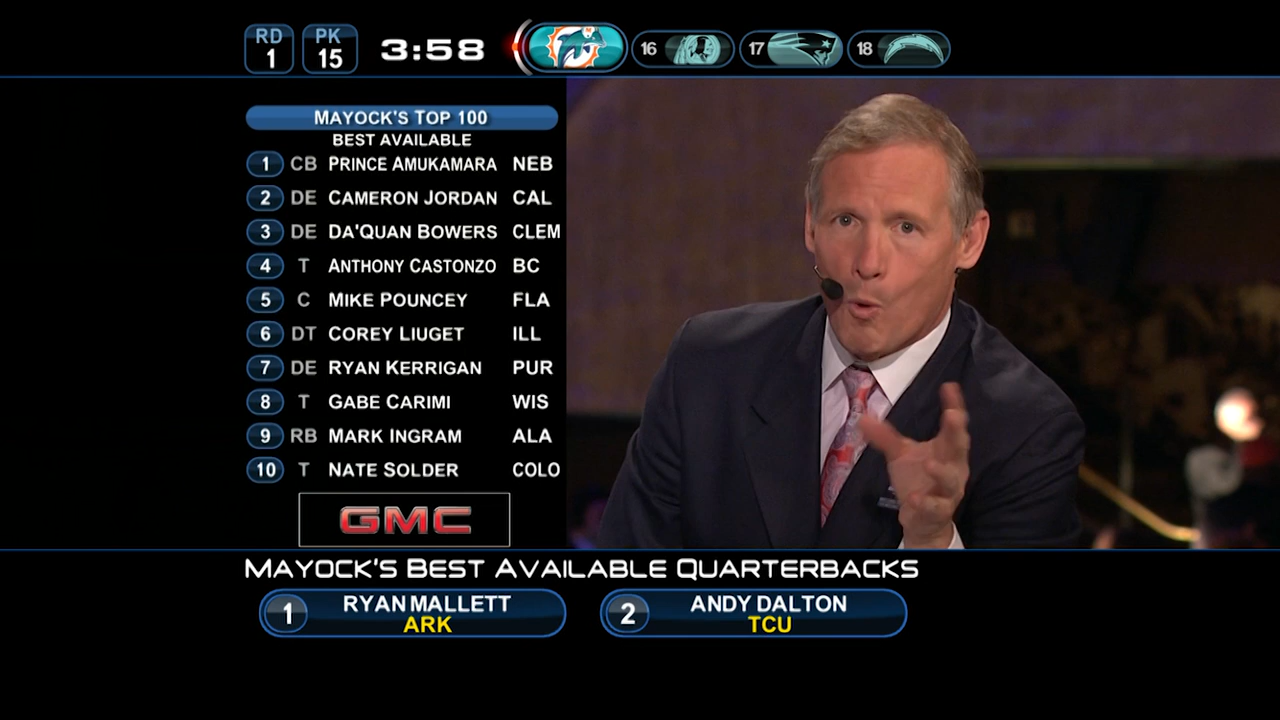 RD 1 PK 15 3:58 16 17 18
MAYOCK'S TOP 100
BEST AVAILABLE
1 CB PRINCE AMUKAMARA NEB
2 DE CAMERON JORDAN CAL
3 DE DA'QUAN BOWERS CLEM
4 T ANTHONY CASTONZO BC
5 C MIKE POUNCEY FLA
6 DT COREY LIUGET ILL
7 DE RYAN KERRIGAN PUR
8 T GABE CARIMI WIS
9 RB MARK INGRAM ALA
10 T NATE SOLDER COLO
GMC
MAYOCK'S BEST AVAILABLE QUARTERBACKS
1 RYAN MALLETT ARK
2 ANDY DALTON TCU